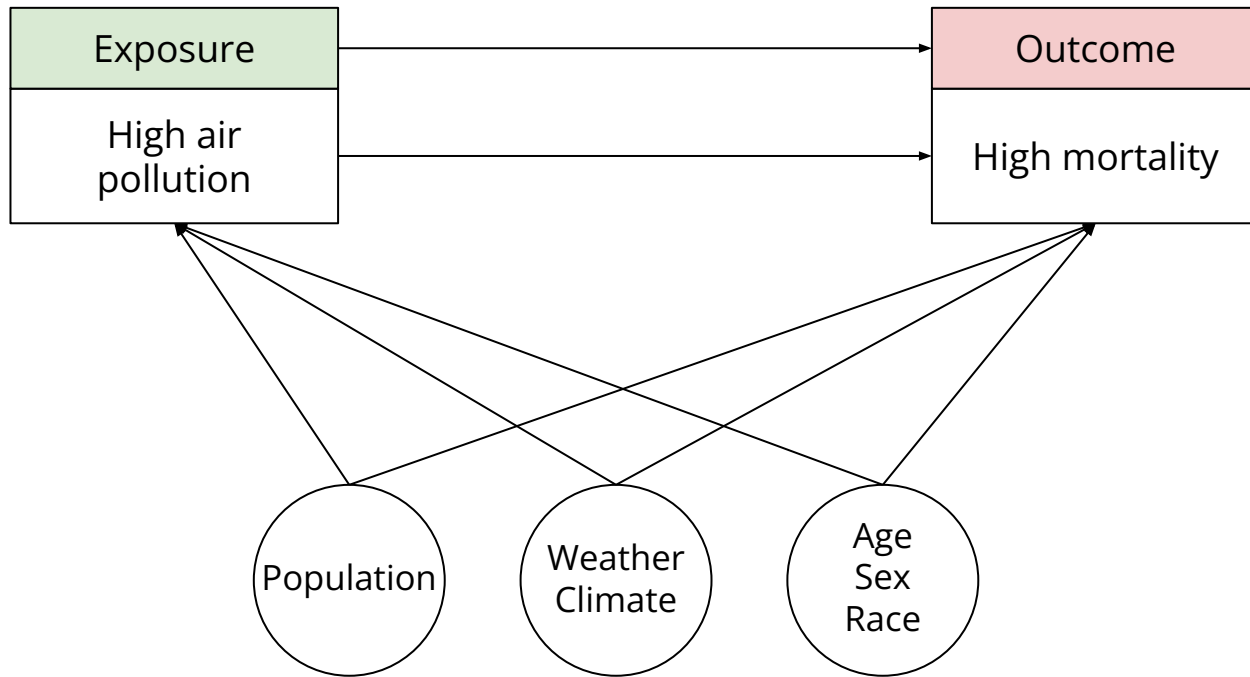 Exposure
Outcome
High air
pollution
High mortality
Population
Weather
Climate
Age
Sex
Race